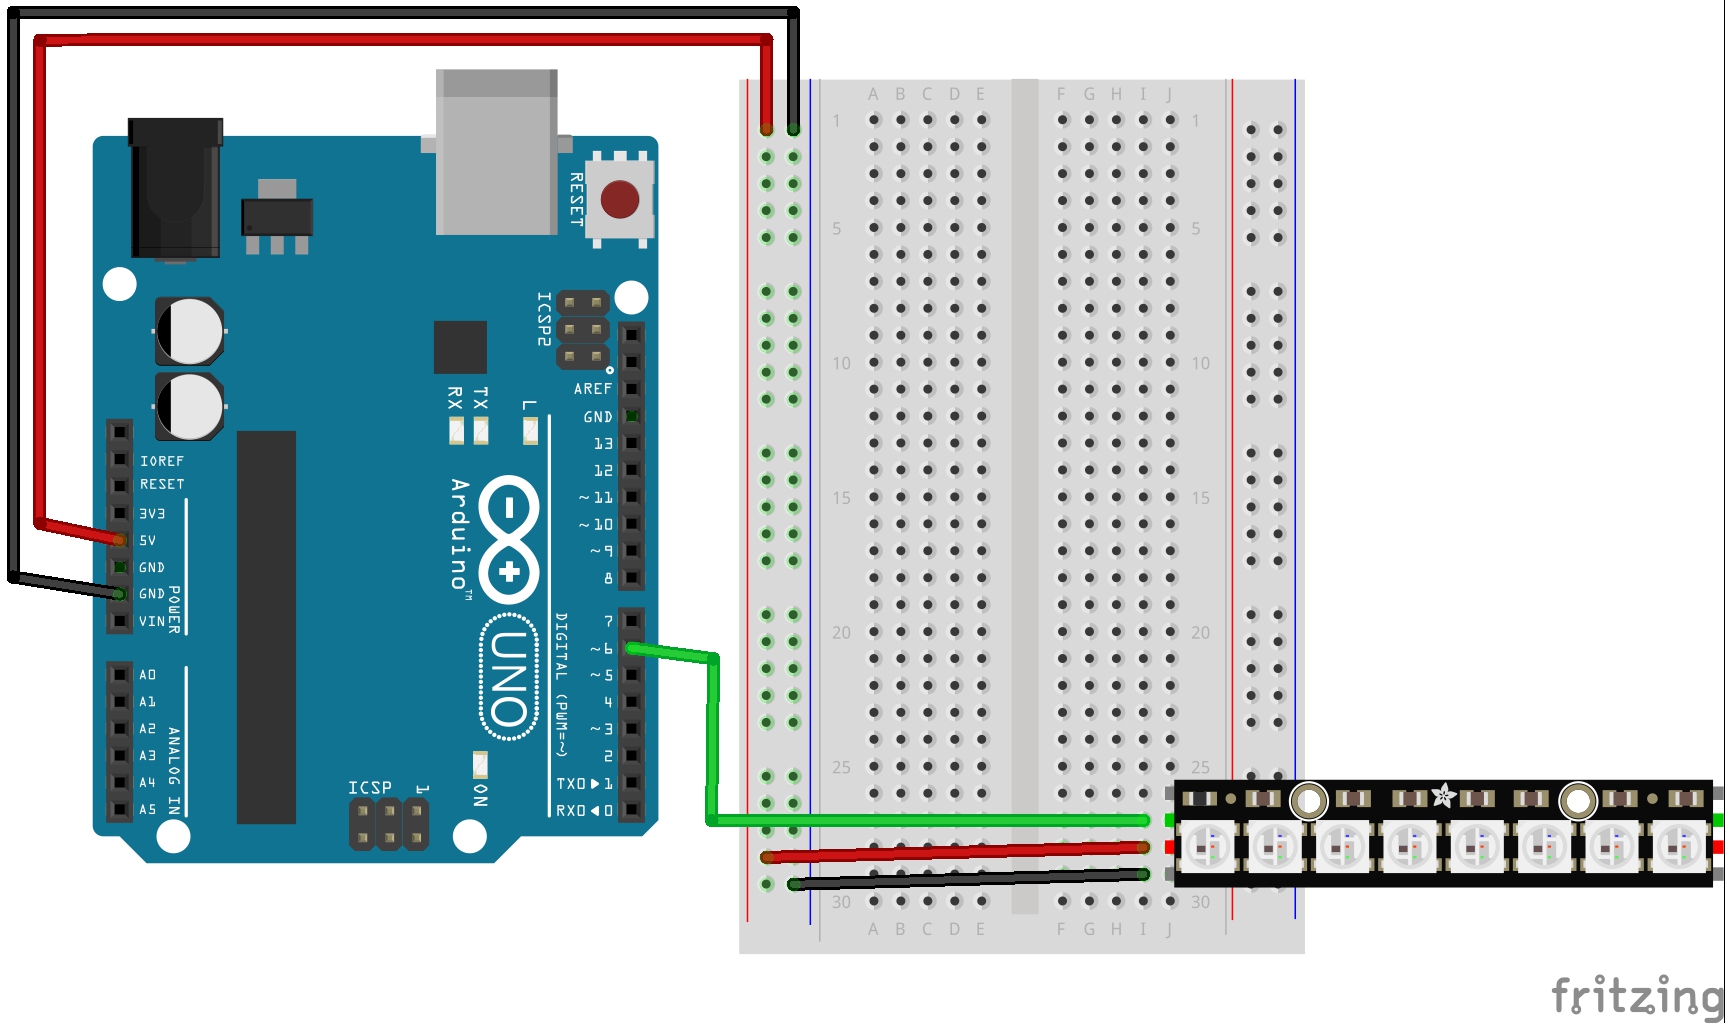 RESET
ICSP2
AREF
GND
13
12
~11
~10
~9
8
RX
TX
L
Arduino™
UNO
IOREF
RESET
3V3
5V
GND
GND
VIN
POWER
7
~6
~5
4
~3
2
TX0▶1
RX0◀0
DIGITAL (PWM=~)
A0
A1
A2
A3
A4
A5
ANALOG IN
ICSP
1
ON
A B C D E F G H I J
1 1
5 5
10 10
15 15
20 20
25 25
30 30
A B C D E F G H I J
fritzing